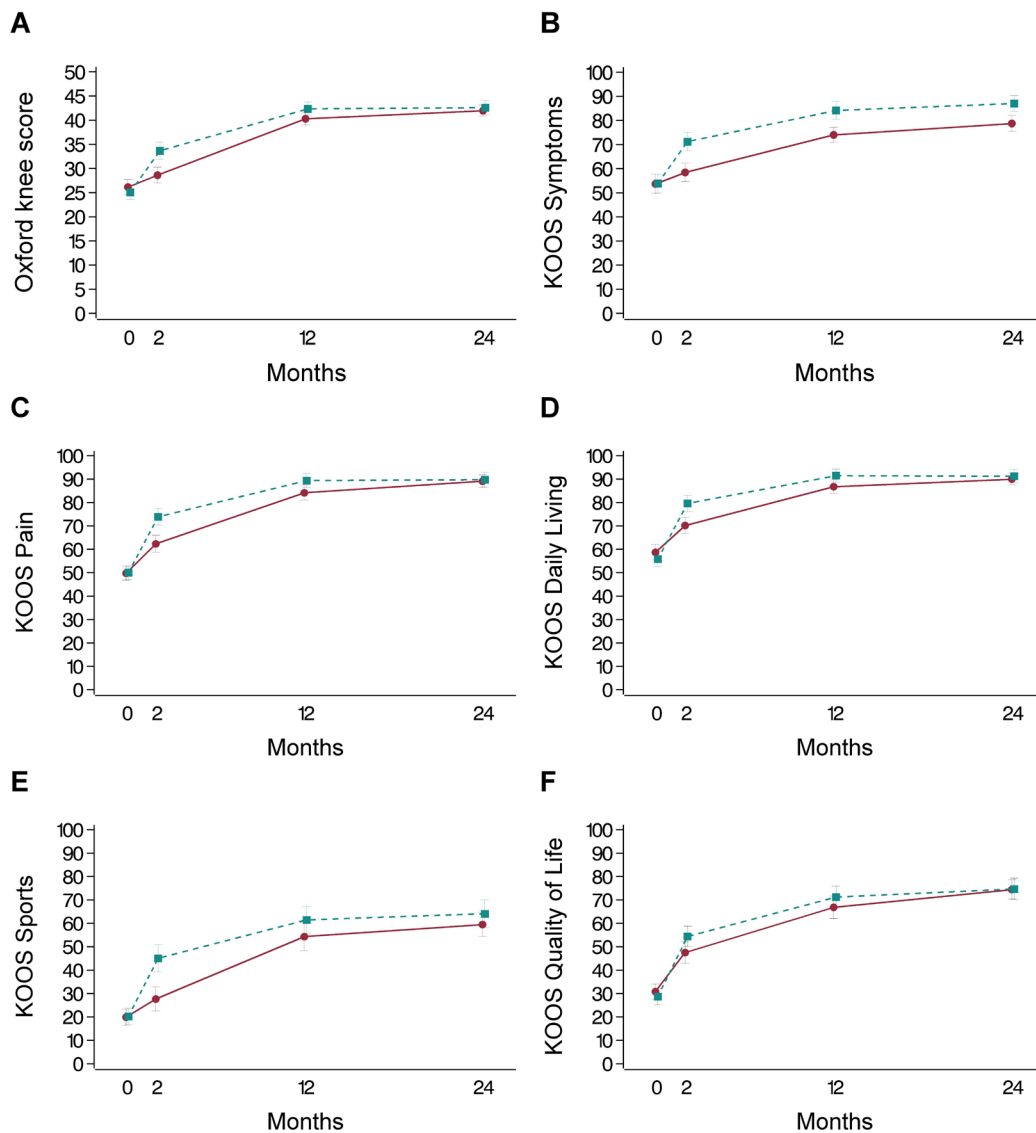 A
Oxford knee score
50
45
40
35
30
25
20
15
10
5
0
0 2 12 24
Months
B
KOOS Symptoms
100
90
80
70
60
50
40
30
20
10
0
0 2 12 24
Months
C
KOOS Pain
100
90
80
70
60
50
40
30
20
10
0
0 2 12 24
Months
D
KOOS Daily Living
100
90
80
70
60
50
40
30
20
10
0
0 2 12 24
Months
E
KOOS Sports
100
90
80
70
60
50
40
30
20
10
0
0 2 12 24
Months
F
KOOS Quality of Life
100
90
80
70
60
50
40
30
20
10
0
0 2 12 24
Months